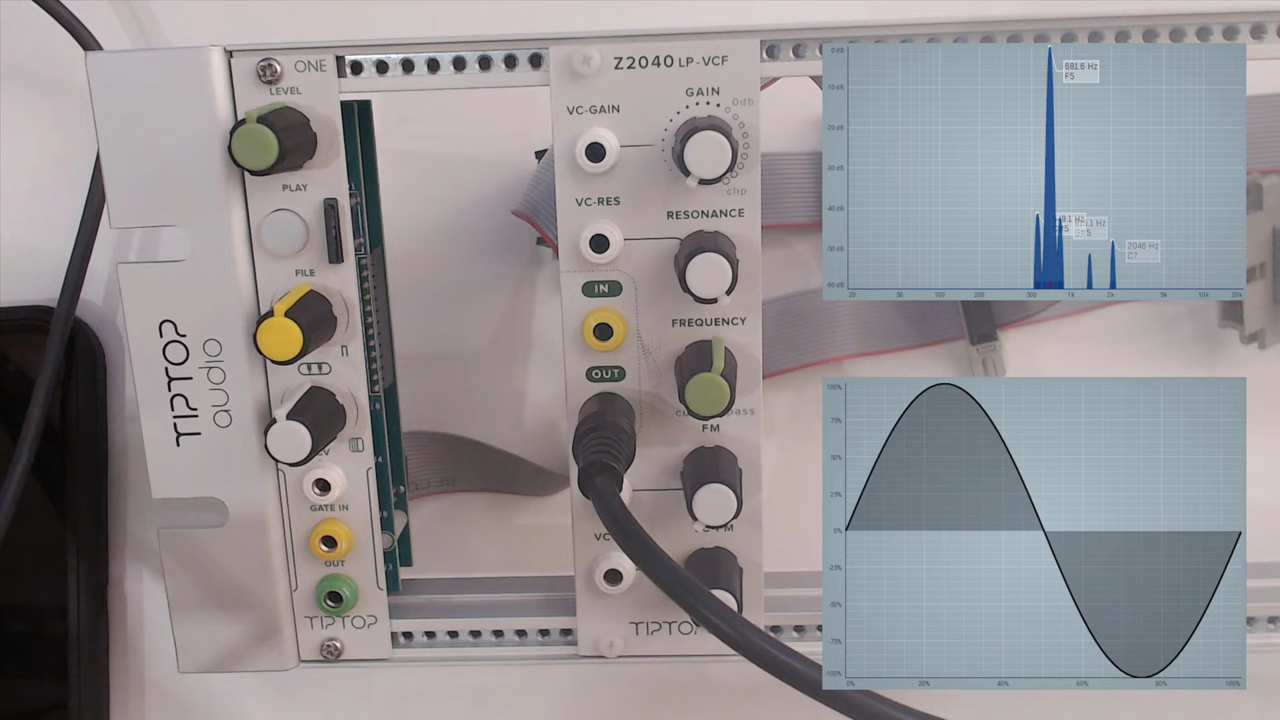 ONE
LEVEL
PLAY
FILE
GATE IN
OUT
TIPTOP
TIPTOP
audio
Z2040 LP-VCF
VC-GAIN
GAIN
0db
clip
VC-RES
RESONANCE
IN
FREQUENCY
OUT
FM
TIPTOP
0 dB
-10 dB
-20 dB
-30 dB
-40 dB
681.6 Hz
F5
2046 Hz
C7
20
50
100
200
500
1k
2k
5k
10k
20k
100%
75%
50%
25%
0%
-25%
-50%
-75%
-100%
0%
20%
40%
60%
80%
100%